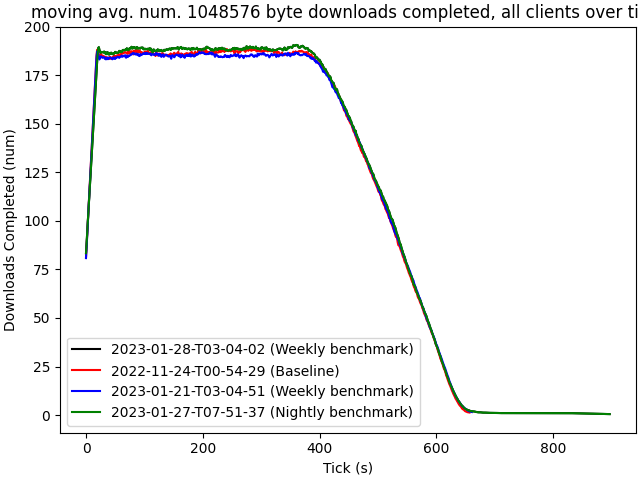 moving avg. num. 1048576 byte downloads completed, all clients over ti
200
175
150
125
100
75
50
25
0
Downloads Completed (num)
2023-01-28-T03-04-02 (Weekly benchmark)
2022-11-24-T00-54-29 (Baseline)
2023-01-21-T03-04-51 (Weekly benchmark)
2023-01-27-T07-51-37 (Nightly benchmark)
0 200 400 600 800
Tick (s)